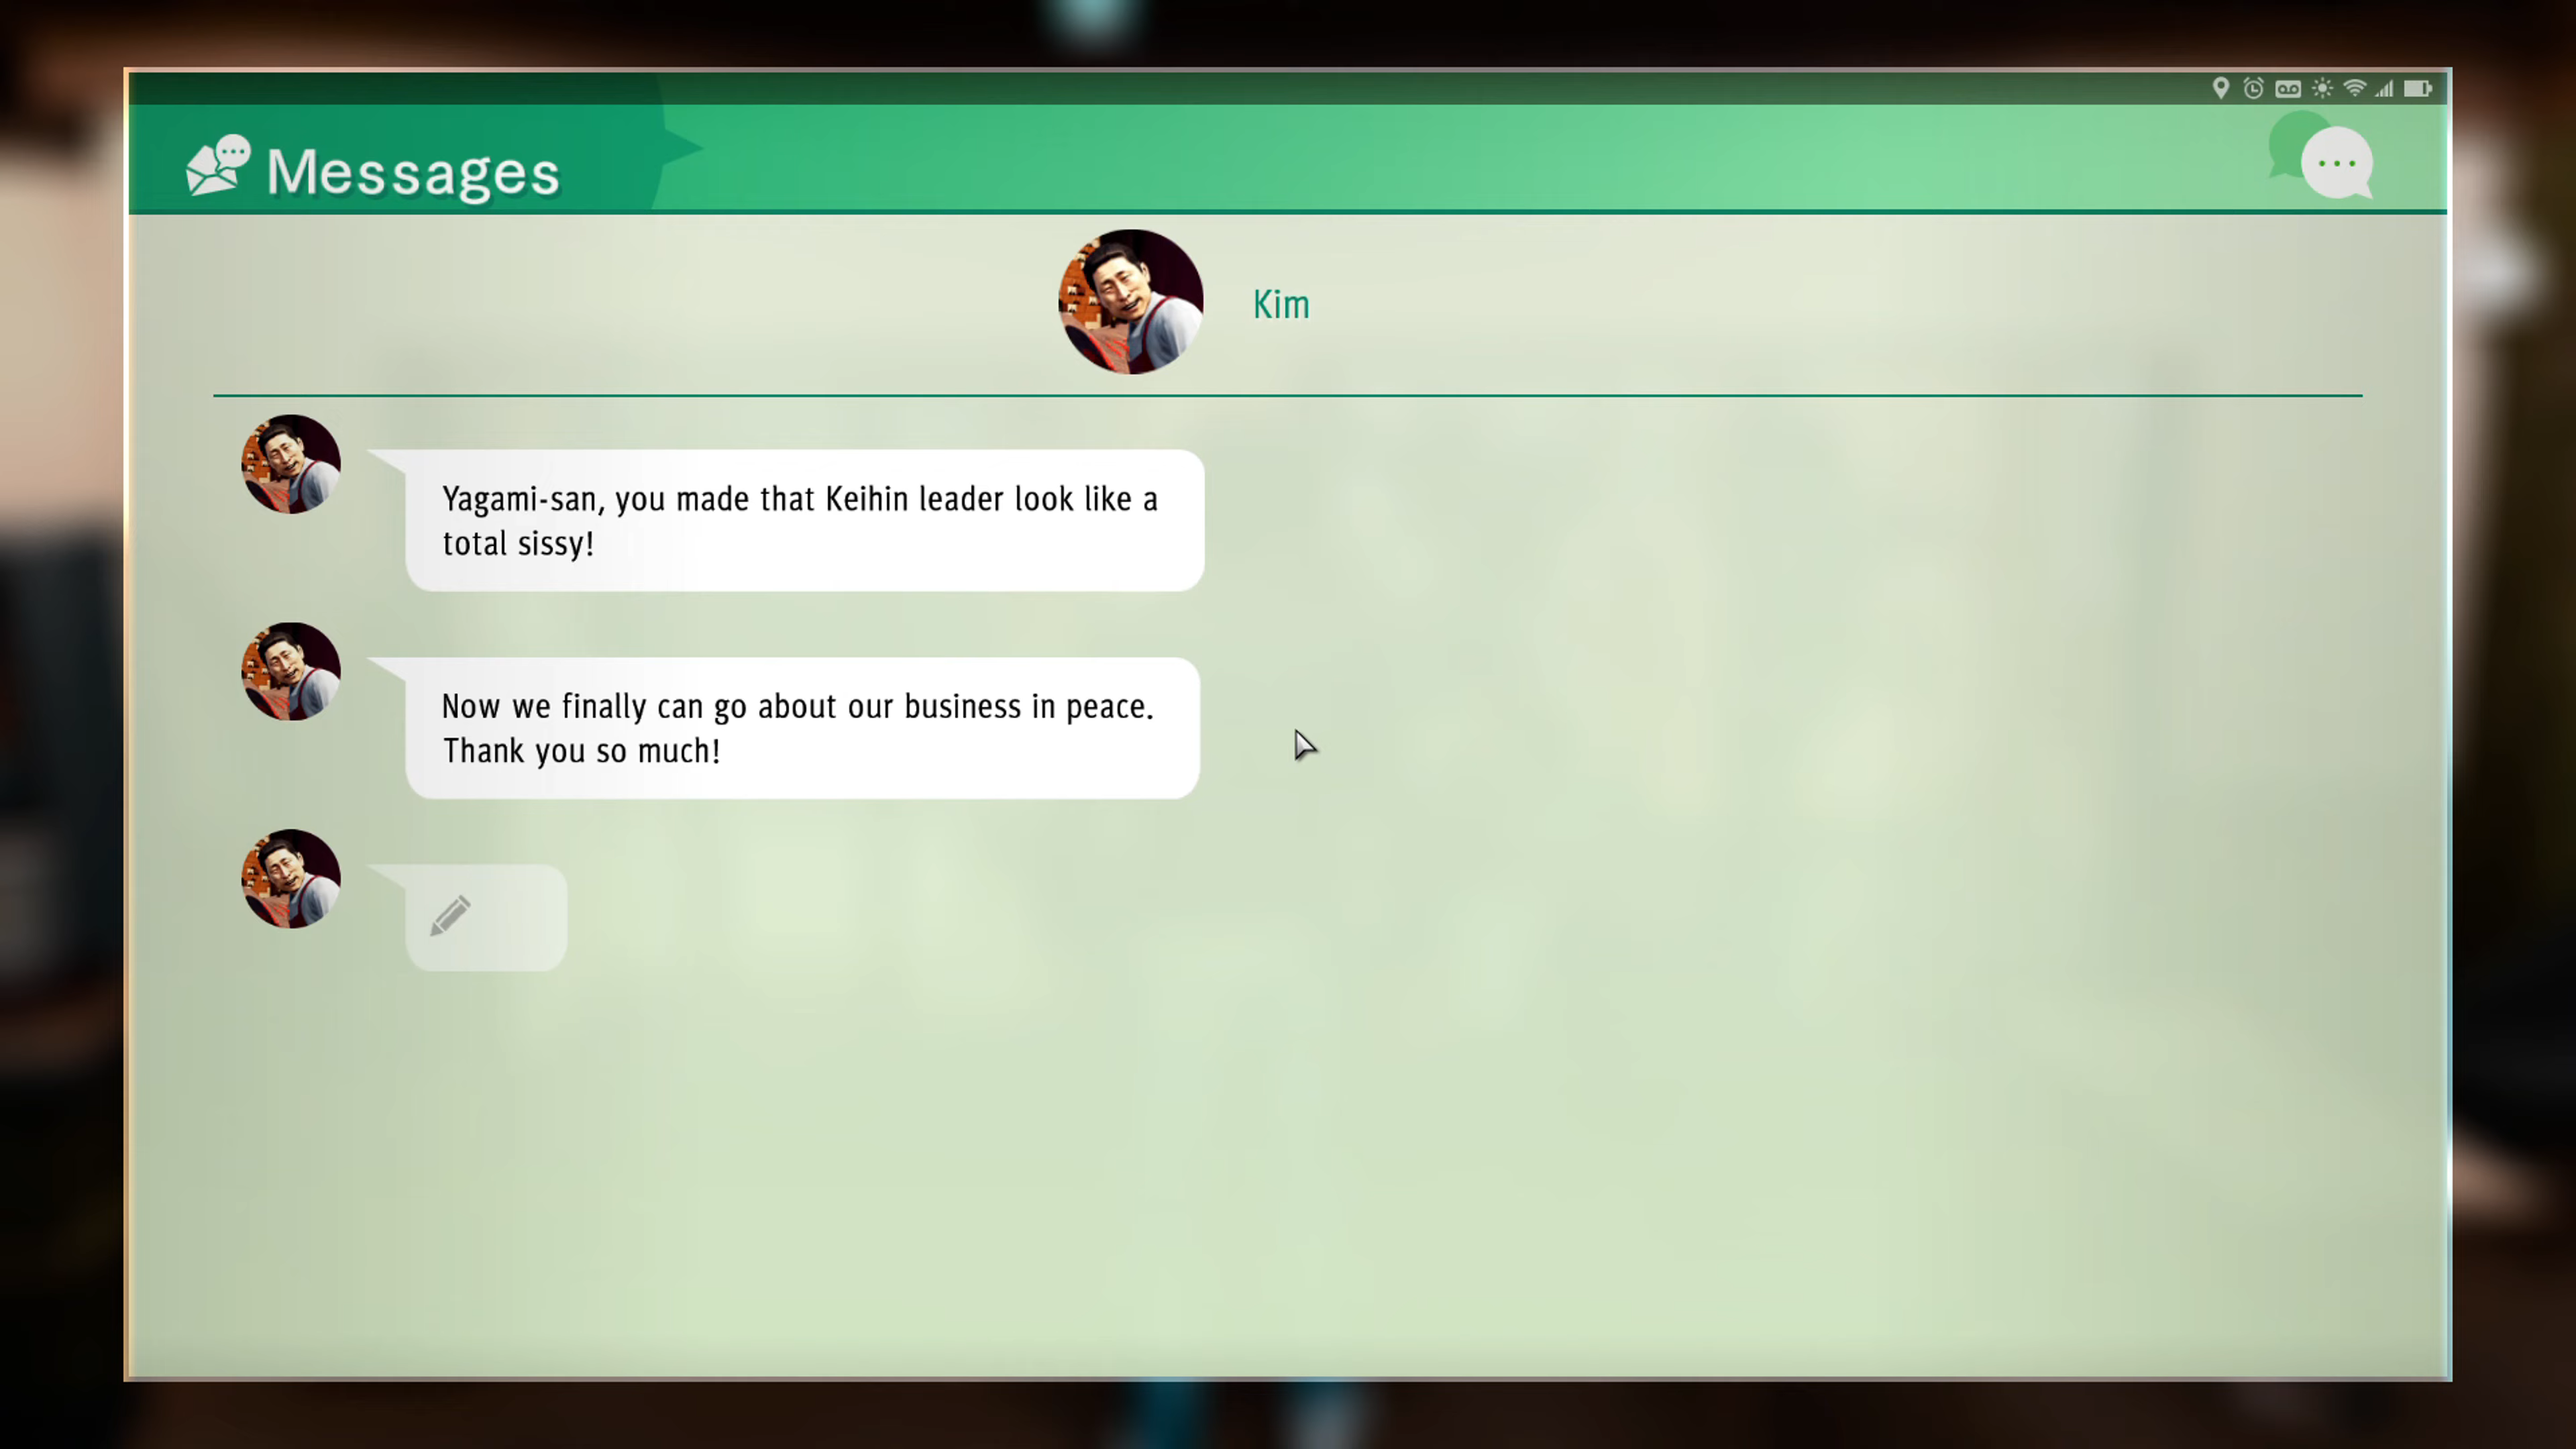 Messages
Kim
Yagami-san, you made that Keihin leader look like a
total sissy!
Now we finally can go about our business in peace.
Thank you so much!